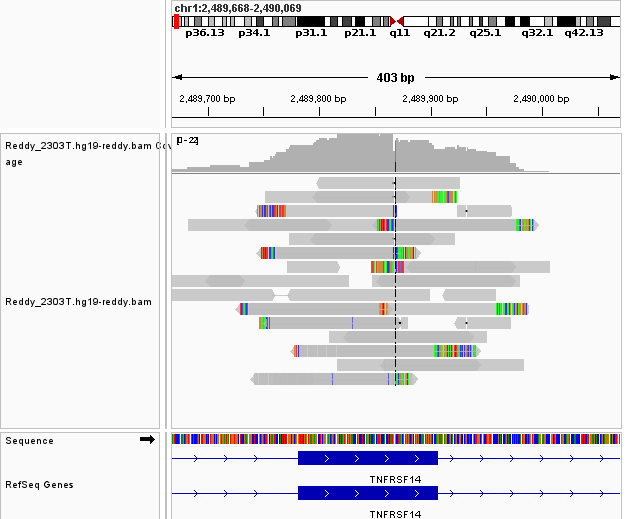 chr1:2,489,668-2,490,069
p36.13 p34.1 p31.1 p21.1 q11 q21.2 q25.1 q32.1 q42.13
403 bp
2,489,700 bp 2,489,800 bp 2,489,900 bp 2,490,000 bp
[0 - 22]
Reddy_2303T.hg19-reddy.bam Cov
age
Reddy_2303T.hg19-reddy.bam
Sequence
TNFRSF14
RefSeq Genes
TNFRSF14